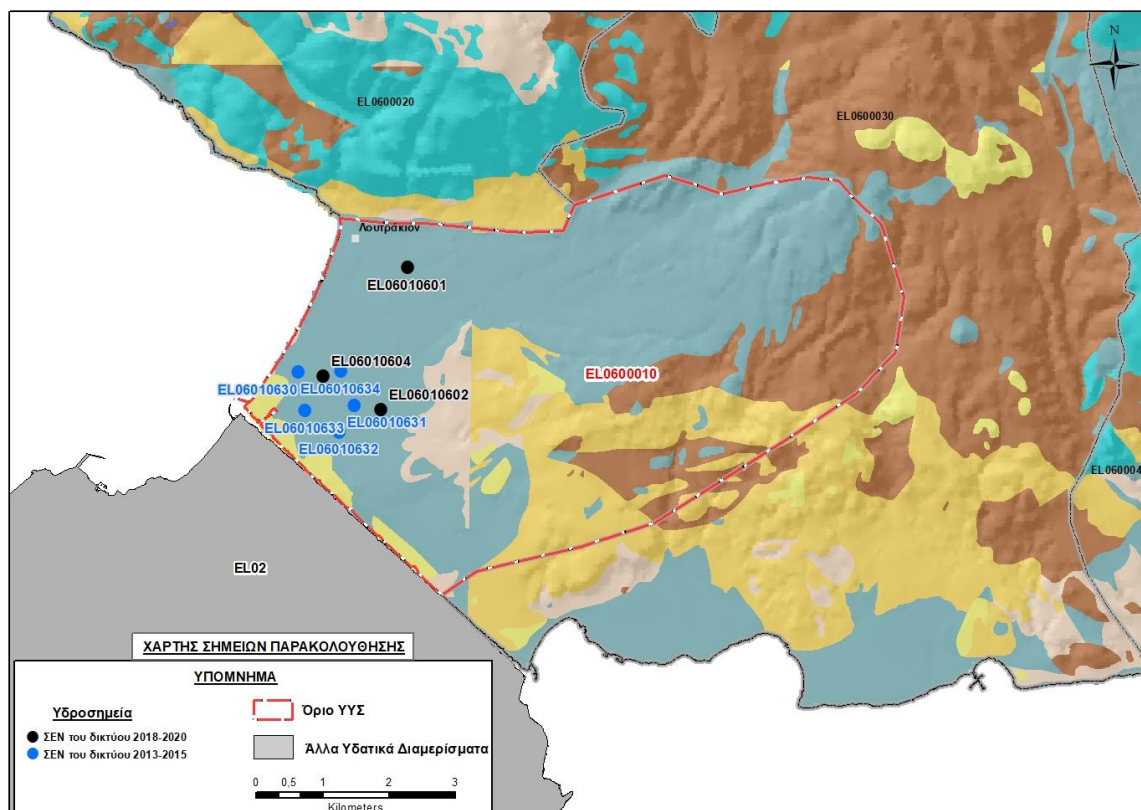 N
EL0600020
EL0600030
Λουτρακιον
EL06010601
EL0600010
EL06010604
EL06010630
EL06010634
EL06010602
EL06010633
EL06010631
EL06010632
EL060004
EL02
ΧΑΡΤΗΣ ΣΗΜΕΙΩΝ ΠΑΡΑΚΟΛΟΥΘΗΣΗΣ
ΥΠΟΜΝΗΜΑ
Υδροσημεία
ΣΕΝ του δικτύου 2018-2020
ΣΕΝ του δικτύου 2013-2015
Όριο ΥΥΣ
Άλλα Υδατικά Διαμερίσματα
0 0,5 1 2 3
Kilometers